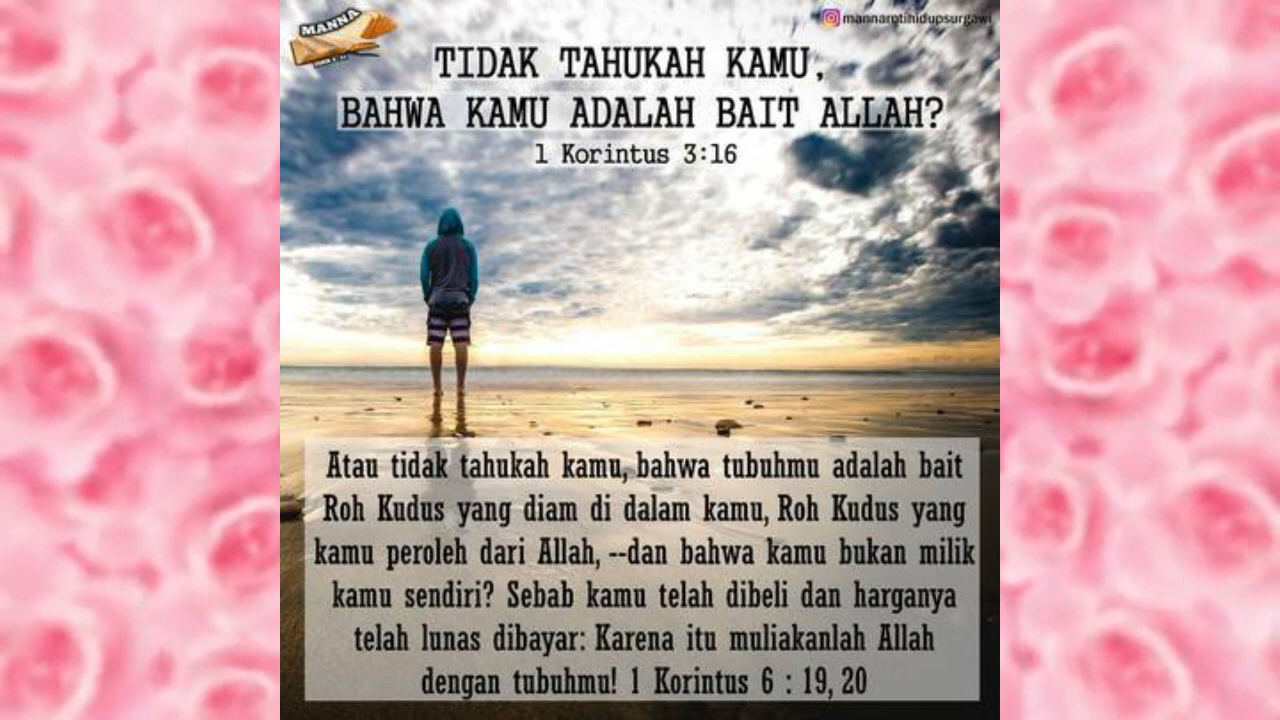 MANNA
mannarotihidupsurgawi
TIDAK TAHUKAH KAMU,
BAHWA KAMU ADALAH BAIT ALLAH?
1 Korintus 3:16
Atau tidak tahukah kamu, bahwa tubuhmu adalah bait
Roh Kudus yang diam di dalam kamu, Roh Kudus yang
kamu peroleh dari Allah, --dan bahwa kamu bukan milik
kamu sendiri? Sebab kamu telah dibeli dan harganya
telah lunas dibayar: Karena itu muliakanlah Allah
dengan tubuhmu! 1 Korintus 6 : 19, 20